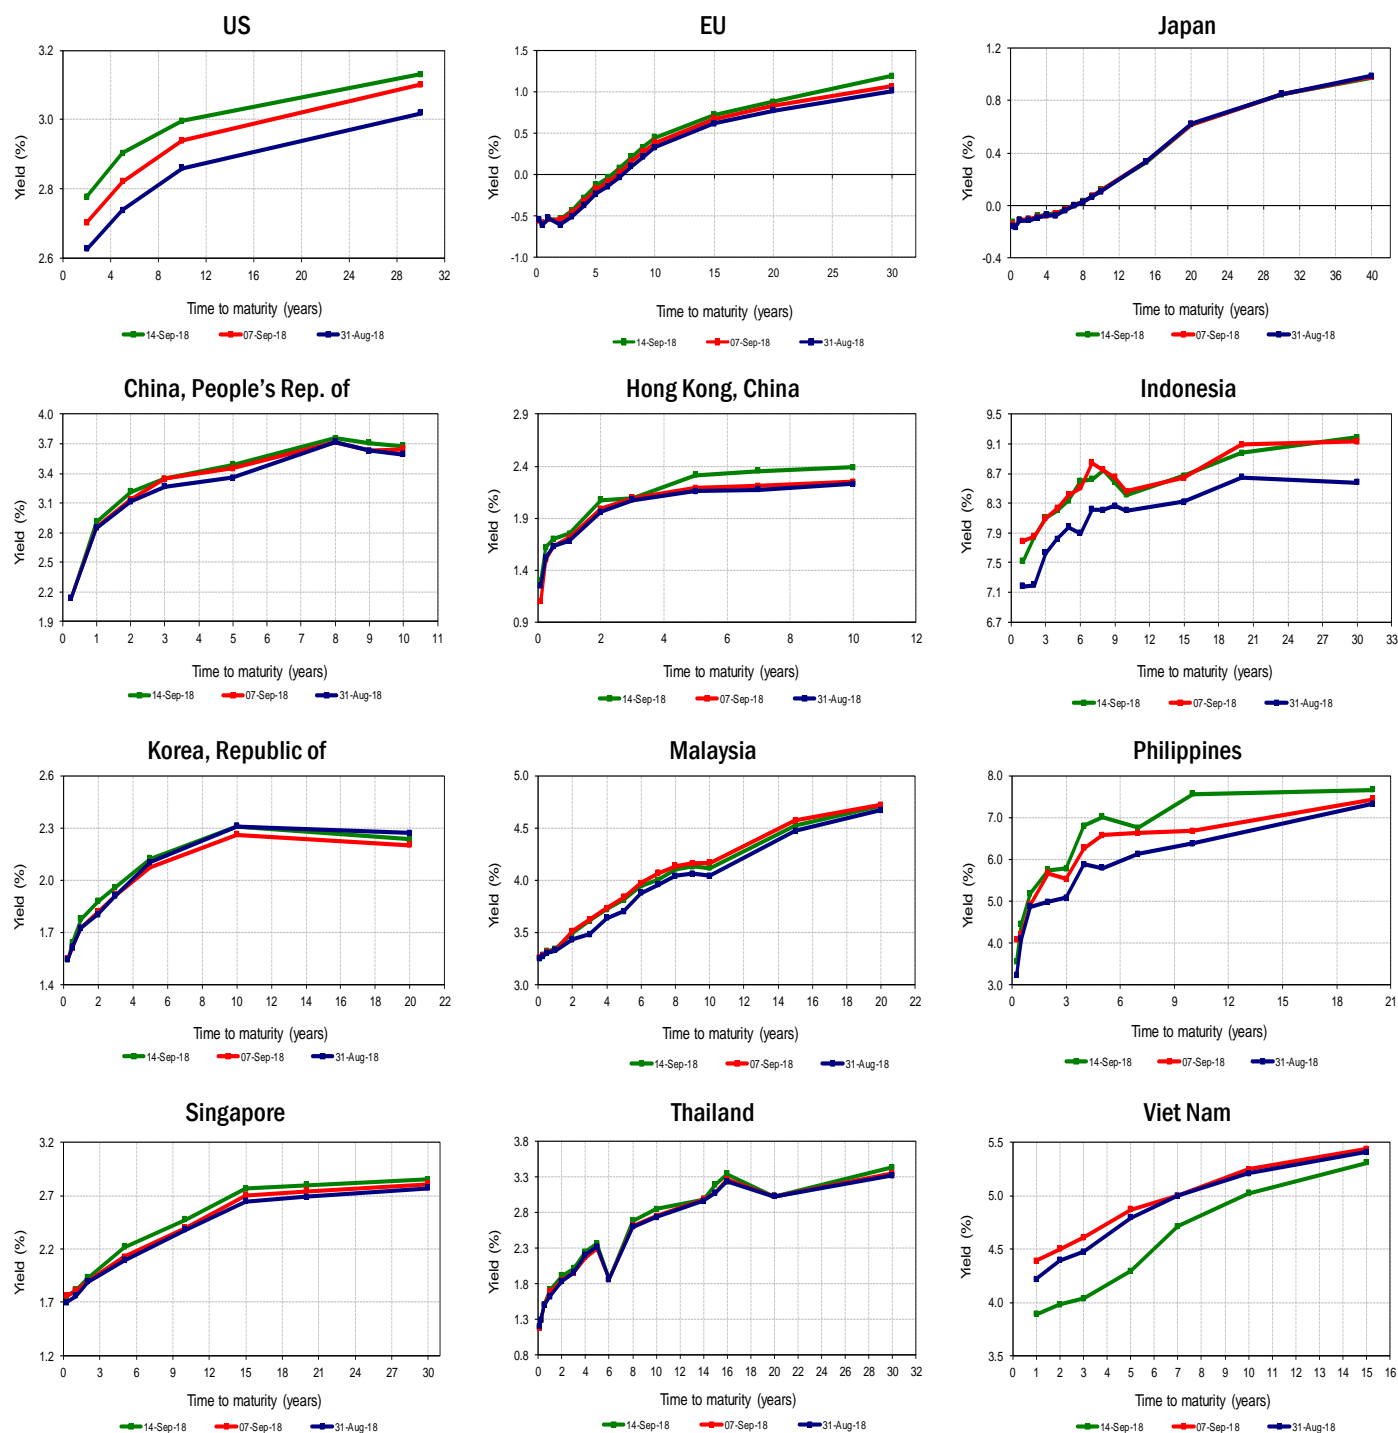 US
3.2
3.0
2.8
2.6
Yield (%)
0 4 8 12 16 20 24 28 32
Time to maturity (years)
14-Sep-18 07-Sep-18 31-Aug-18
EU
1.5
1.0
0.5
0.0
-0.5
-1.0
Yield (%)
0 5 10 15 20 25 30
Time to maturity (years)
14-Sep-18 07-Sep-18 31-Aug-18
Japan
1.2
0.8
0.4
0.0
-0.4
Yield (%)
0 4 8 12 16 20 24 28 32 36 40
Time to maturity (years)
14-Sep-18 07-Sep-18 31-Aug-18
China, People's Rep. of
4.0
3.7
3.4
3.1
2.8
2.5
2.2
1.9
Yield (%)
0 1 2 3 4 5 6 7 8 9 10 11
Time to maturity (years)
14-Sep-18 07-Sep-18 31-Aug-18
Hong Kong, China
2.9
2.4
1.9
1.4
0.9
Yield (%)
0 2 4 6 8 10 12
Time to maturity (years)
14-Sep-18 07-Sep-18 31-Aug-18
Indonesia
9.5
9.1
8.7
8.3
7.9
7.5
7.1
6.7
Yield (%)
0 3 6 9 12 15 18 21 24 27 30 33
Time to maturity (years)
14-Sep-18 07-Sep-18 31-Aug-18
Korea, Republic of
2.6
2.3
2.0
1.7
1.4
Yield (%)
0 2 4 6 8 10 12 14 16 18 20 22
Time to maturity (years)
14-Sep-18 07-Sep-18 31-Aug-18
Malaysia
5.0
4.5
4.0
3.5
3.0
Yield (%)
0 2 4 6 8 10 12 14 16 18 20 22
Time to maturity (years)
14-Sep-18 07-Sep-18 31-Aug-18
Philippines
8.0
7.0
6.0
5.0
4.0
3.0
Yield (%)
0 3 6 9 12 15 18 21
Time to maturity (years)
14-Sep-18 07-Sep-18 31-Aug-18
Singapore
3.2
2.7
2.2
1.7
1.2
Yield (%)
0 3 6 9 12 15 18 21 24 27 30
Time to maturity (years)
14-Sep-18 07-Sep-18 31-Aug-18
Thailand
3.8
3.3
2.8
2.3
1.8
1.3
0.8
Yield (%)
0 2 4 6 8 10 12 14 16 18 20 22 24 26 28 30 32
Time to maturity (years)
14-Sep-18 07-Sep-18 31-Aug-18
Viet Nam
5.5
5.0
4.5
4.0
3.5
Yield (%)
0 1 2 3 4 5 6 7 8 9 10 11 12 13 14 15 16
Time to maturity (years)
14-Sep-18 07-Sep-18 31-Aug-18